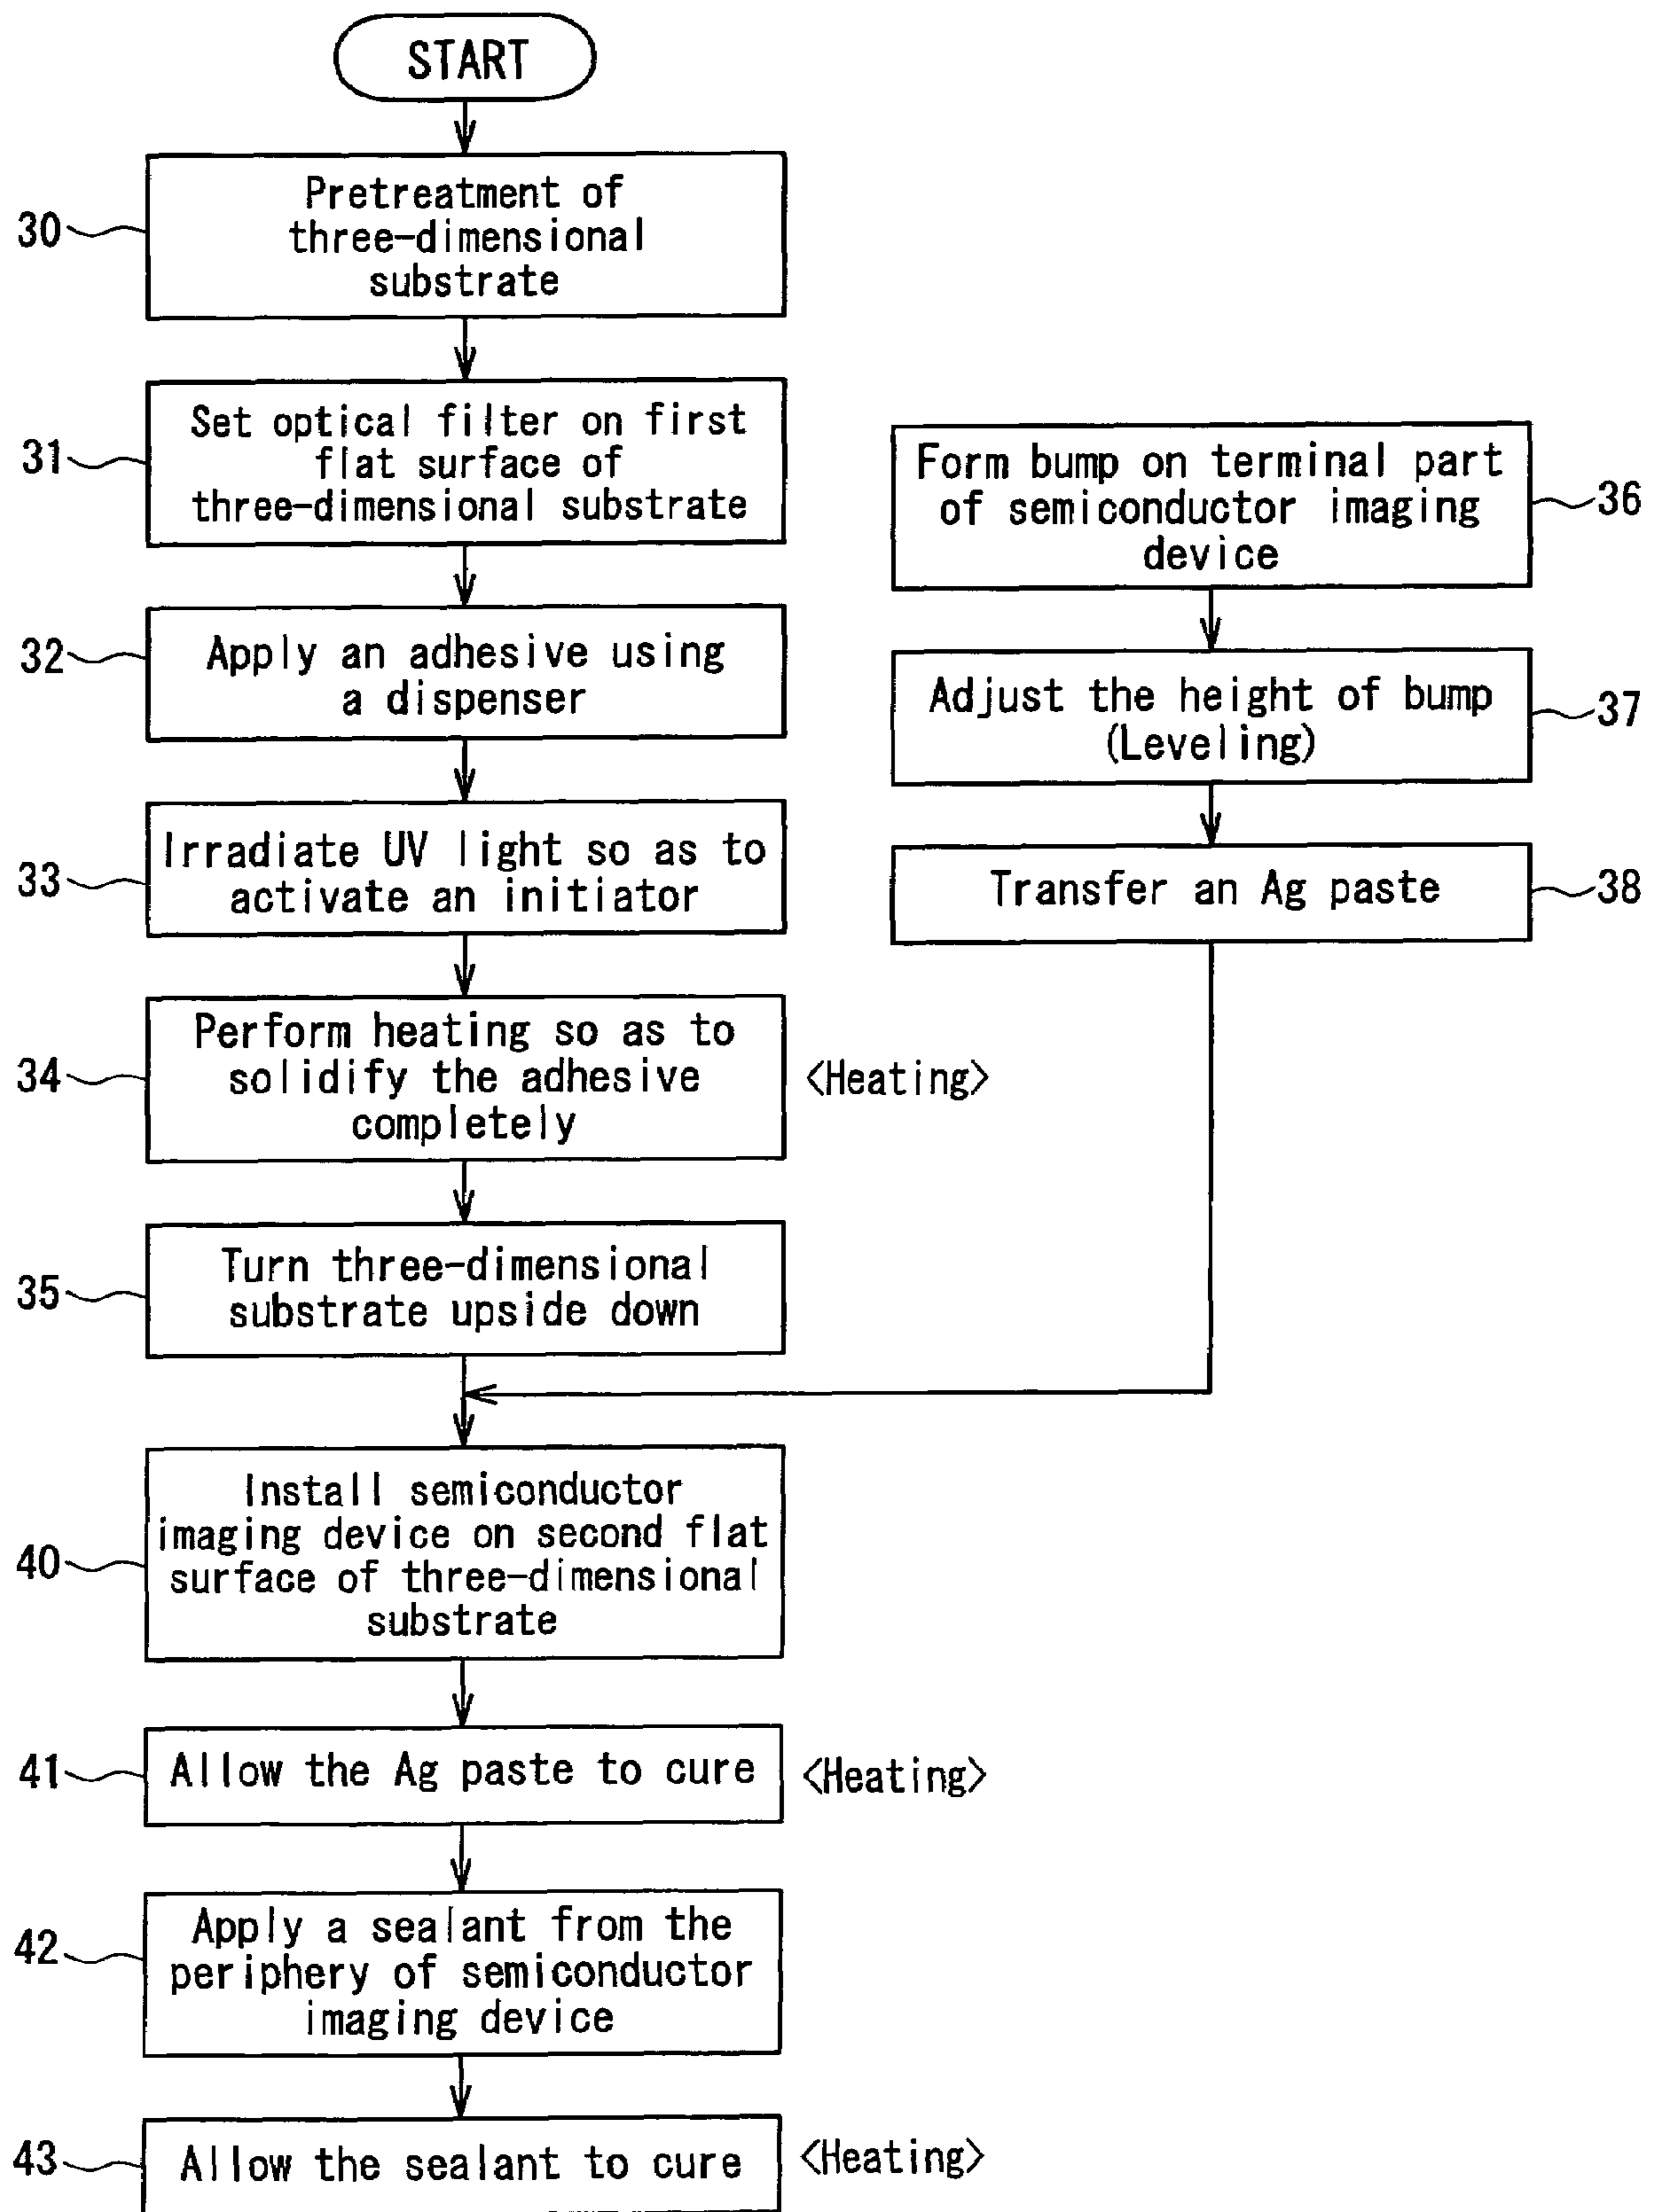 START
30
Pretreatment of
three-dimensional
substrate
31
Set optical filter on first
flat surface of
three-dimensional substrate
32
Apply an adhesive using
a dispenser
33
Irradiate UV light so as to
activate an initiator
34
Perform heating so as to
solidify the adhesive
completely
<Heating>
35
Turn three-dimensional
substrate upside down
Form bump on terminal part
of semiconductor imaging
device
36
Adjust the height of bump
(Leveling)
37
Transfer an Ag paste
38
40
Install semiconductor
imaging device on second flat
surface of three-dimensional
substrate
41
Allow the Ag paste to cure
<Heating>
42
Apply a sealant from the
periphery of semiconductor
imaging device
43
Allow the sealant to cure
<Heating>